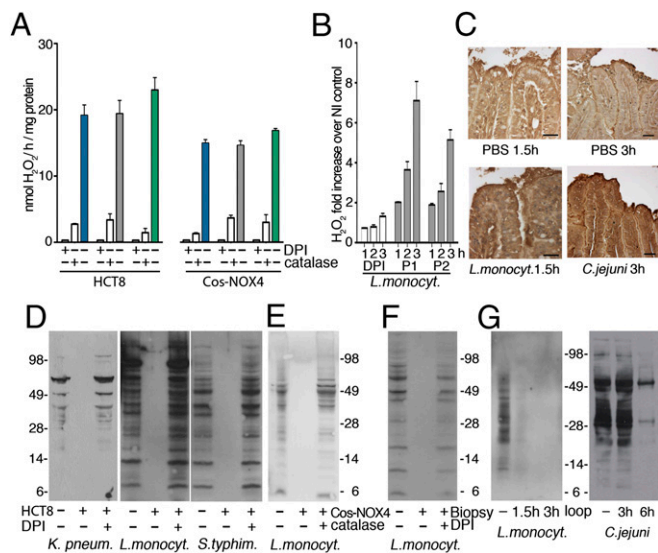 A
B
C
nmol H2O2/ h / mg protein
30
20
10
0
+ – – + – – + – – + – – + – – + – – DPI
– + – – + – – + – – + – – + – – + – catalase
HCT8
Cos-NOX4
H2O2 fold increase over NI control
10
8
6
4
2
0
1 2 3 1 2 3 1 2 3 h
DPI P1 P2
L.monocyt.
PBS 1.5h
PBS 3h
L.monocyt.1.5h
C.jejuni 3h
D
E
F
G
98-
49-
28-
14-
6-
-98
-49
-28
-14
-6
-98
-49
-28
-14
-6
-98
-49
-28
-14
-6
HCT8 – + + – + + – + +
DPI – – + – – + – – +
K. pneum. L.monocyt. S.typhim.
– + + Cos-NOX4
– – + catalase
L.monocyt.
– + + Biopsy
– – + DPI
L.monocyt.
– 1.5h 3h loop
L.monocyt.
– 3h 6h
C.jejuni